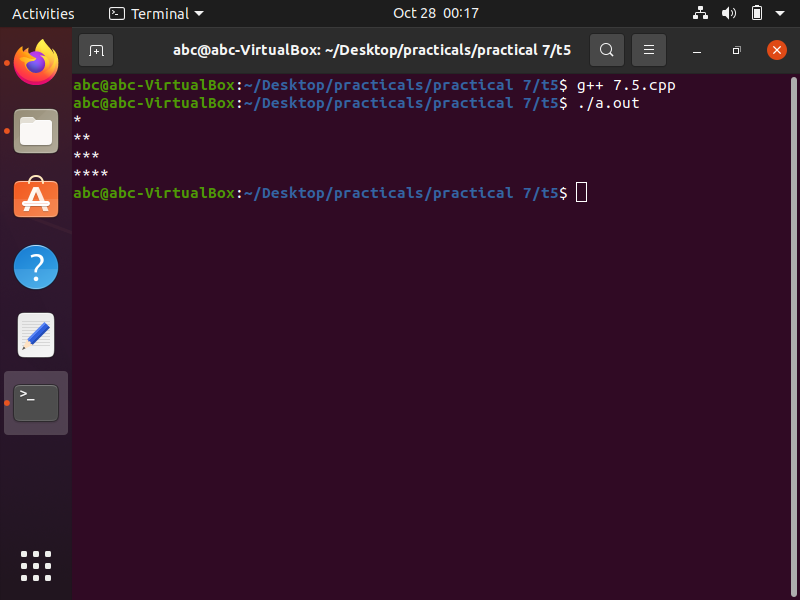 Activities Terminal Oct 28 00:17
abc@abc-VirtualBox: ~/Desktop/practicals/practical 7/t5
abc@abc-VirtualBox:~/Desktop/practicals/practical 7/t5$ g++ 7.5.cpp
abc@abc-VirtualBox:~/Desktop/practicals/practical 7/t5$ ./a.out
*
**
***
****
abc@abc-VirtualBox:~/Desktop/practicals/practical 7/t5$